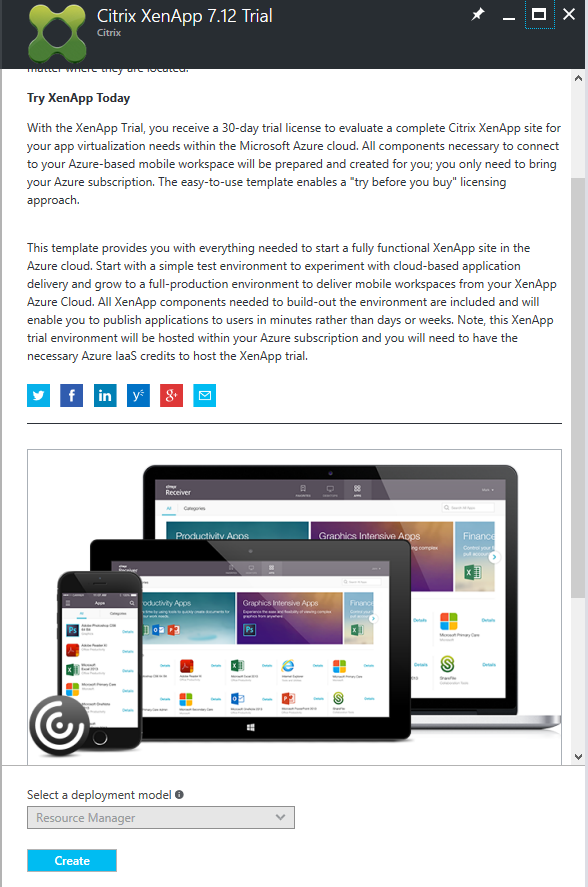 Citrix XenApp 7.12 Trial
Citrix
matter where they are located.
Try XenApp Today
With the XenApp Trial, you receive a 30-day trial license to evaluate a complete Citrix XenApp site for
your app virtualization needs within the Microsoft Azure cloud. All components necessary to connect
to your Azure-based mobile workspace will be prepared and created for you; you only need to bring
your Azure subscription. The easy-to-use template enables a "try before you buy" licensing
approach.
This template provides you with everything needed to start a fully functional XenApp site in the
Azure cloud. Start with a simple test environment to experiment with cloud-based application
delivery and grow to a full-production environment to deliver mobile workspaces from your XenApp
Azure Cloud. All XenApp components needed to build-out the environment are included and will
enable you to publish applications to users in minutes rather than days or weeks. Note, this XenApp
trial environment will be hosted within your Azure subscription and you will need to have the
necessary Azure IaaS credits to host the XenApp trial.
Receiver
All Categories
Productivity Apps
Graphics Intensive Apps
Finance
Details
Details
Microsoft Primary Care
ShareFile
Graphics Intensive Apps
Apps
Details
Select a deployment model
Resource Manager
Create